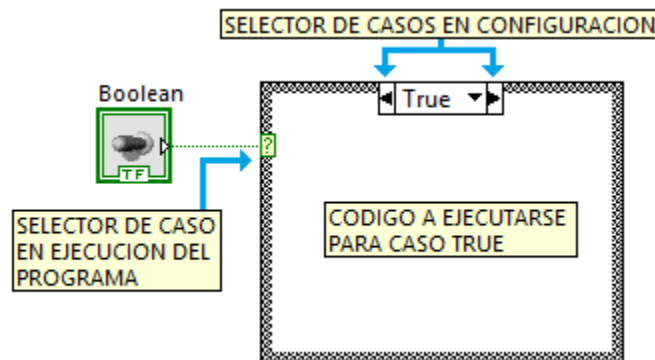 SELECTOR DE CASOS EN CONFIGURACION
Boolean
True
?
TF
SELECTOR DE CASO
EN EJECUCION DEL
PROGRAMA
CODIGO A EJECUTARSE
PARA CASO TRUE